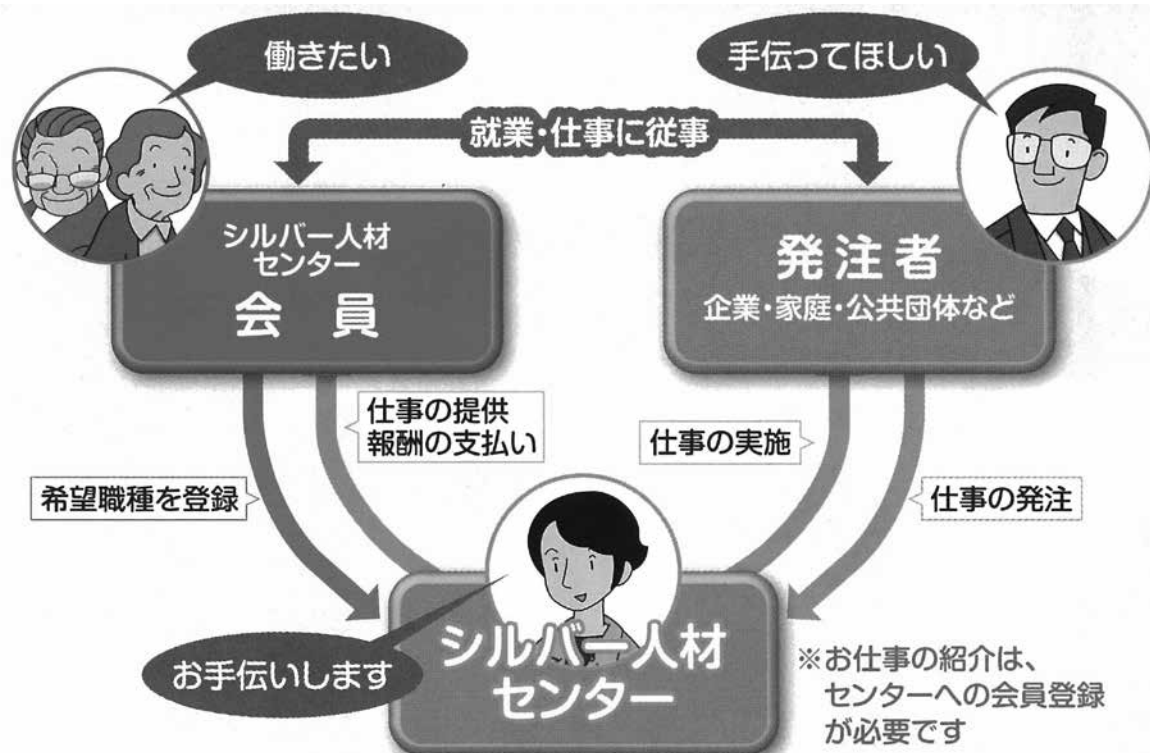 働きたい
手伝ってほしい
就業・仕事に従事
シルバー人材
センター
会員
発注者
企業・家庭・公共団体など
仕事の提供
報酬の支払い
仕事の実施
希望職種を登録
仕事の発注
お手伝いします
シルバー人材
センター
※お仕事の紹介は、
センターへの会員登録
が必要です